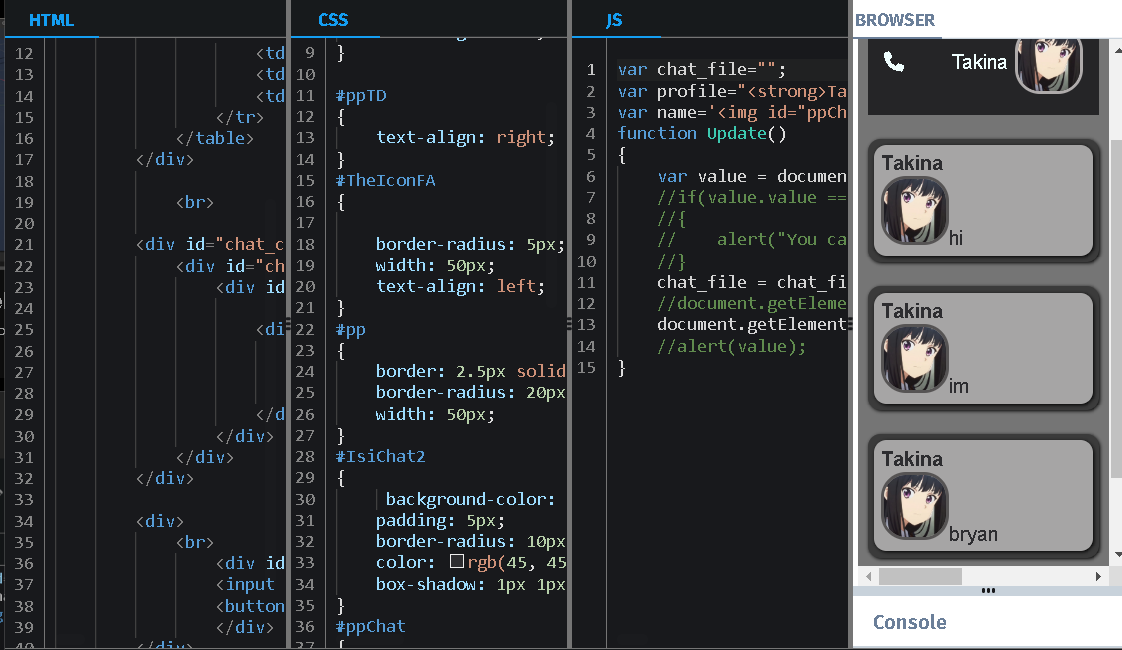 HTML
12 <td
13 <td
14 <td
15 </tr>
16 </table>
17 </div>
18
19 <br>
20
21 <div id="chat_c
22 <div id="ch
23 <div id
24
25 <di
26
27
28
29 </d
30 </div>
31 </div>
32 </div>
33
34 <div>
35 <br>
36 <div id
37 <input
38 <button
39 </div>
40 </div>
CSS
9 }
10
11 #ppTD
12 {
13 text-align: right;
14 }
15 #TheIconFA
16 {
17
18 border-radius: 5px;
19 width: 50px;
20 text-align: left;
21 }
22 #pp
23 {
24 border: 2.5px solid
25 border-radius: 20px
26 width: 50px;
27 }
28 #IsiChat2
29 {
30 background-color:
31 padding: 5px;
32 border-radius: 10px
33 color: rgb(45, 45
34 box-shadow: 1px 1px
35 }
36 #ppChat
37 {
JS
1 var chat_file="";
2 var profile="<strong>Ta
3 var name='<img id="ppCh
4 function Update()
5 {
6 var value = documen
7 //if(value.value ==
8 //{
9 // alert("You ca
10 //}
11 chat_file = chat_fi
12 //document.getEleme
13 document.getElement
14 //alert(value);
15 }
BROWSER
Takina
Takina
hi
Takina
im
Takina
bryan
Console